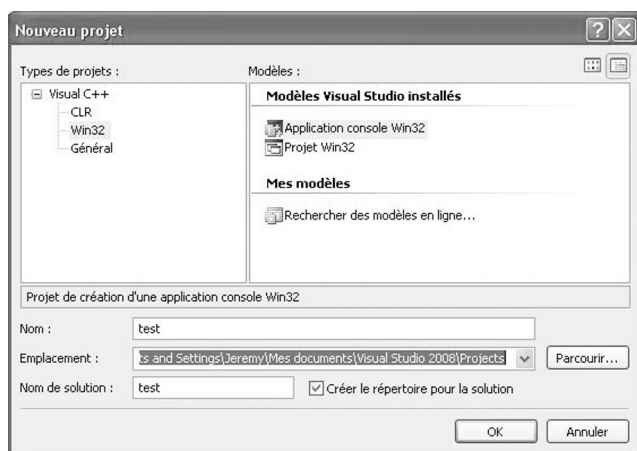 Nouveau projet
Types de projets :
Modèles :
Visual C++
CLR
Win32
Général
Modèles Visual Studio installés
Application console Win32
Projet Win32
Mes modèles
Rechercher des modèles en ligne...
Projet de création d'une application console Win32
Nom :
test
Emplacement :
ts and Settings\Jeremy\Mes documents\Visual Studio 2008\Projects
Parcourir...
Nom de solution :
test
Créer le répertoire pour la solution
OK
Annuler